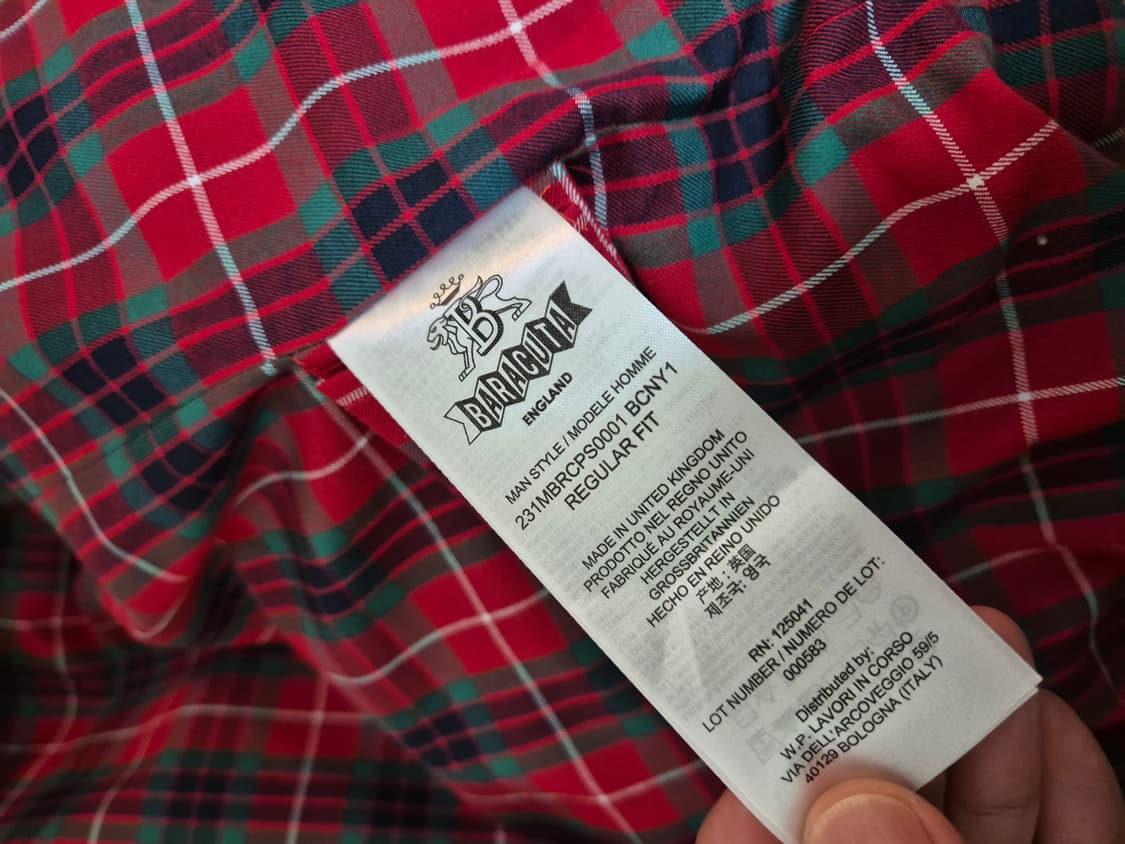 B
BARACUTA
ENGLAND
MAN STYLE / MODELE HOMME
231MBRCPS0001 BCNY1
REGULAR FIT
MADE IN UNITED KINGDOM
PRODOTTO NEL REGNO UNITO
FABRIQUÉ AU ROYAUME-UNI
HERGESTELLT IN
GROSSBRITANNIEN
HECHO EN REINO UNIDO
产地:英国
제조국:영국
RN: 125041
LOT NUMBER / NUMERO DE LOT:
000583
Distributed by:
W.P. LAVORI IN CORSO
VIA DELL'ARCOVEGGIO 59/5
40129 BOLOGNA (ITALY)